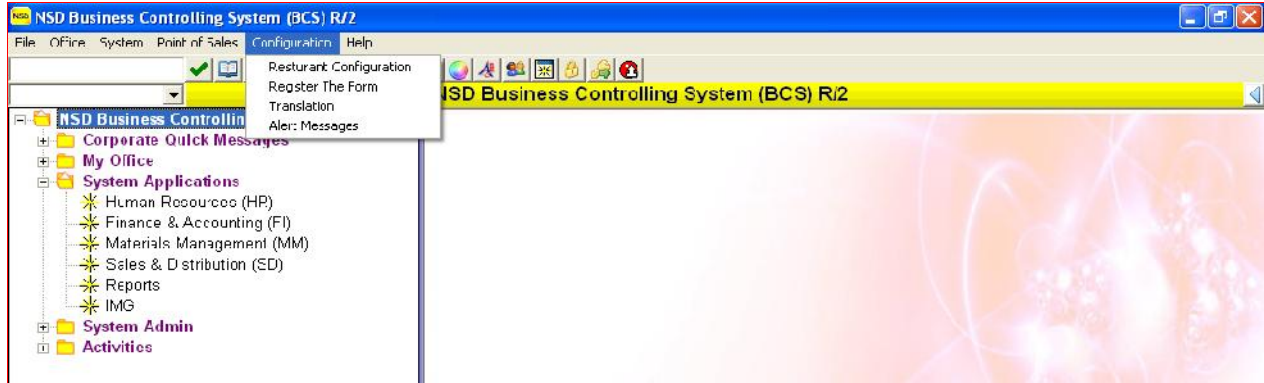 NSD NSD Business Controlling System (BCS) R/2
File Office System Point of Sales Configuration Help
Resturant Configuration
Regster The Form
Translation
Alert Messages
NSD Business Controlling System (BCS) R/2
NSD Business Controllin
Corporate Quick Messages
My Office
System Applications
Human Resources (HR)
Finance & Accounting (FI)
Materials Management (MM)
Sales & Distribution (SD)
Reports
IMG
System Admin
Activities